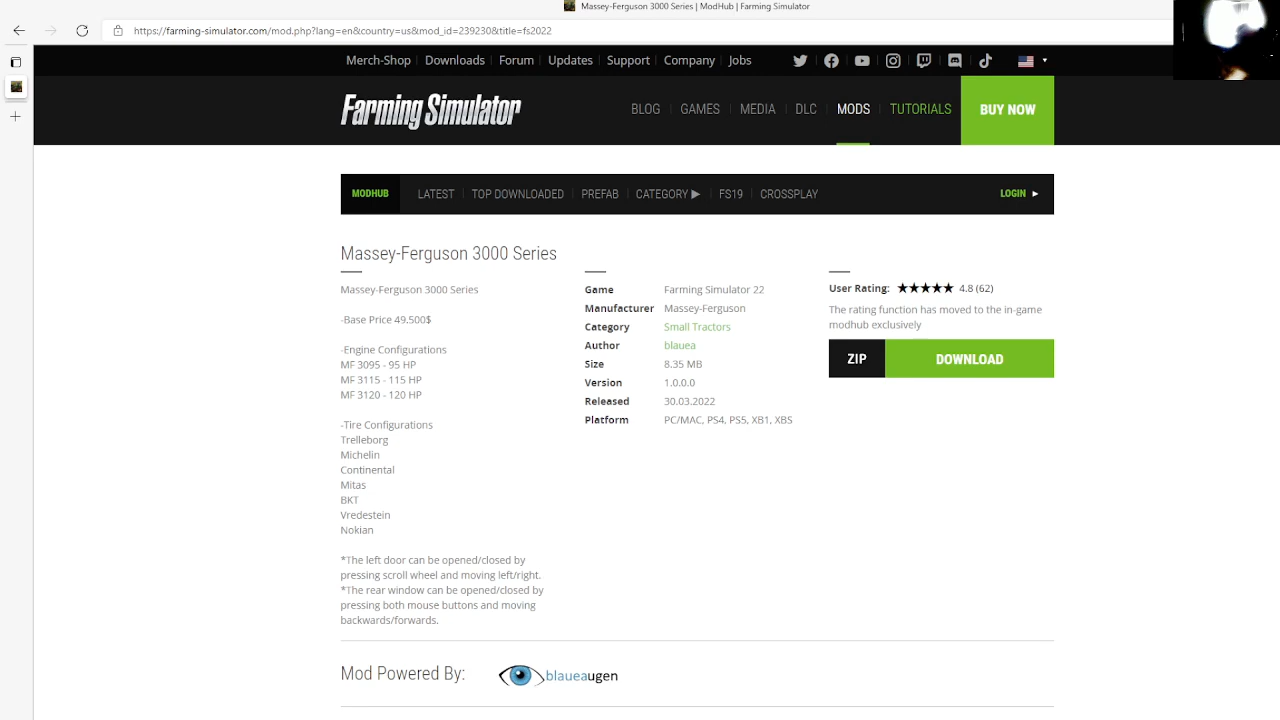 Massey-Ferguson 3000 Series | ModHub | Farming Simulator
https://farming-simulator.com/mod.php?lang=en&country=us&mod_id=239230&title=fs2022
Merch-Shop Downloads Forum Updates Support Company Jobs
Farming Simulator BLOG GAMES MEDIA DLC MODS TUTORIALS BUY NOW
MODHUB LATEST TOP DOWNLOADED PREFAB CATEGORY ▶ FS19 CROSSPLAY LOGIN ►
Massey-Ferguson 3000 Series
Massey-Ferguson 3000 Series
-Base Price 49.500$
-Engine Configurations
MF 3095 - 95 HP
MF 3115 - 115 HP
MF 3120 - 120 HP
-Tire Configurations
Trelleborg
Michelin
Continental
Mitas
BKT
Vredestein
Nokian
*The left door can be opened/closed by
pressing scroll wheel and moving left/right.
*The rear window can be opened/closed by
pressing both mouse buttons and moving
backwards/forwards.
Game Farming Simulator 22
Manufacturer Massey-Ferguson
Category Small Tractors
Author blauea
Size 8.35 MB
Version 1.0.0.0
Released 30.03.2022
Platform PC/MAC, PS4, PS5, XB1, XBS
User Rating: ★★★★★ 4.8 (62)
The rating function has moved to the in-game
modhub exclusively
ZIP DOWNLOAD
Mod Powered By: blaueaugen